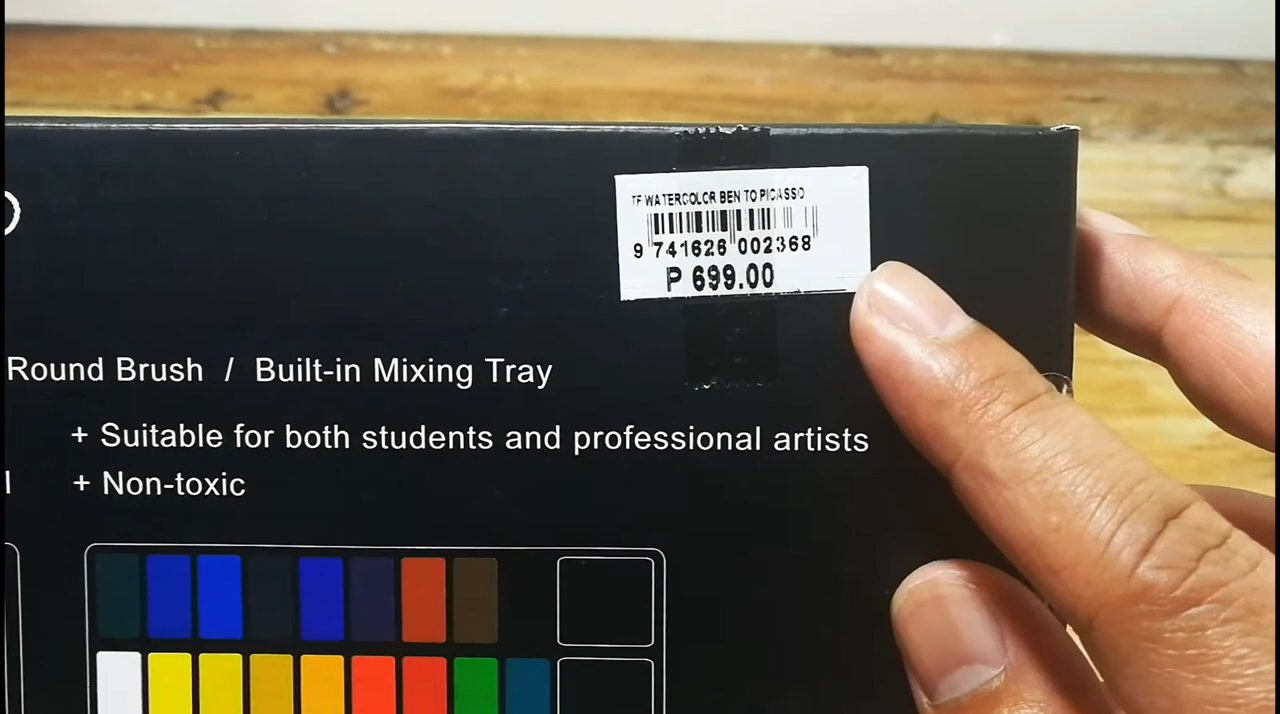 TF WATERCOLOR BEN TO PICASSO
9 741626 002368
P 699.00
Round Brush / Built-in Mixing Tray
+ Suitable for both students and professional artists
+ Non-toxic